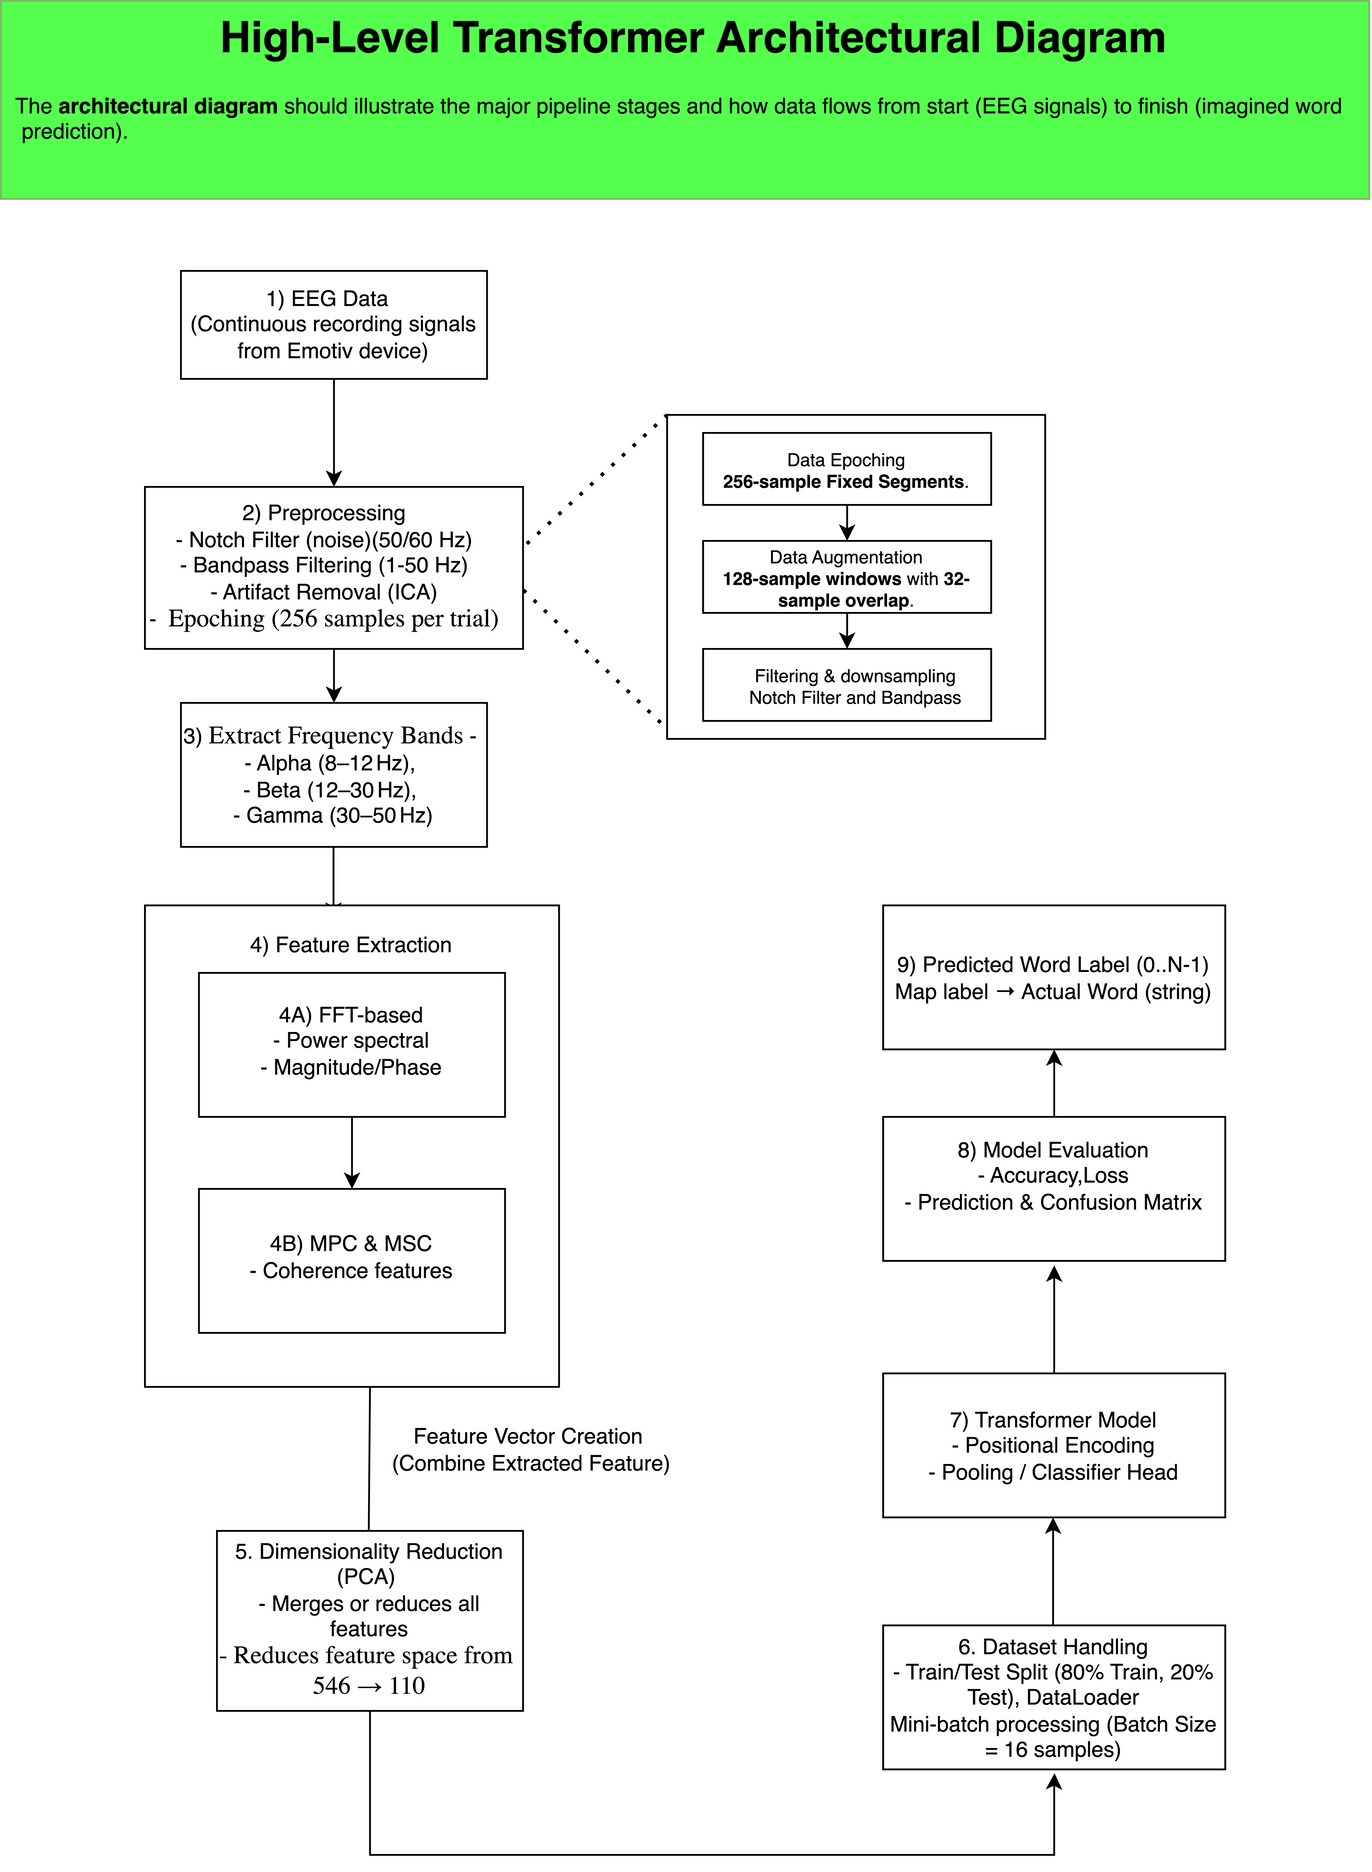 High-Level Transformer Architectural Diagram
The architectural diagram should illustrate the major pipeline stages and how data flows from start (EEG signals) to finish (imagined word
prediction).
1) EEG Data
(Continuous recording signals
from Emotiv device)
2) Preprocessing
- Notch Filter (noise)(50/60 Hz)
- Bandpass Filtering (1-50 Hz)
- Artifact Removal (ICA)
- Epoching (256 samples per trial)
Data Epoching
256-sample Fixed Segments.
Data Augmentation
128-sample windows with 32-
sample overlap.
Filtering & downsampling
Notch Filter and Bandpass
3) Extract Frequency Bands -
- Alpha (8–12 Hz),
- Beta (12–30 Hz),
- Gamma (30–50 Hz)
4) Feature Extraction
4A) FFT-based
- Power spectral
- Magnitude/Phase
4B) MPC & MSC
- Coherence features
Feature Vector Creation
(Combine Extracted Feature)
5. Dimensionality Reduction
(PCA)
- Merges or reduces all
features
- Reduces feature space from
546 → 110
6. Dataset Handling
- Train/Test Split (80% Train, 20%
Test), DataLoader
Mini-batch processing (Batch Size
= 16 samples)
7) Transformer Model
- Positional Encoding
- Pooling / Classifier Head
8) Model Evaluation
- Accuracy,Loss
- Prediction & Confusion Matrix
9) Predicted Word Label (0..N-1)
Map label → Actual Word (string)